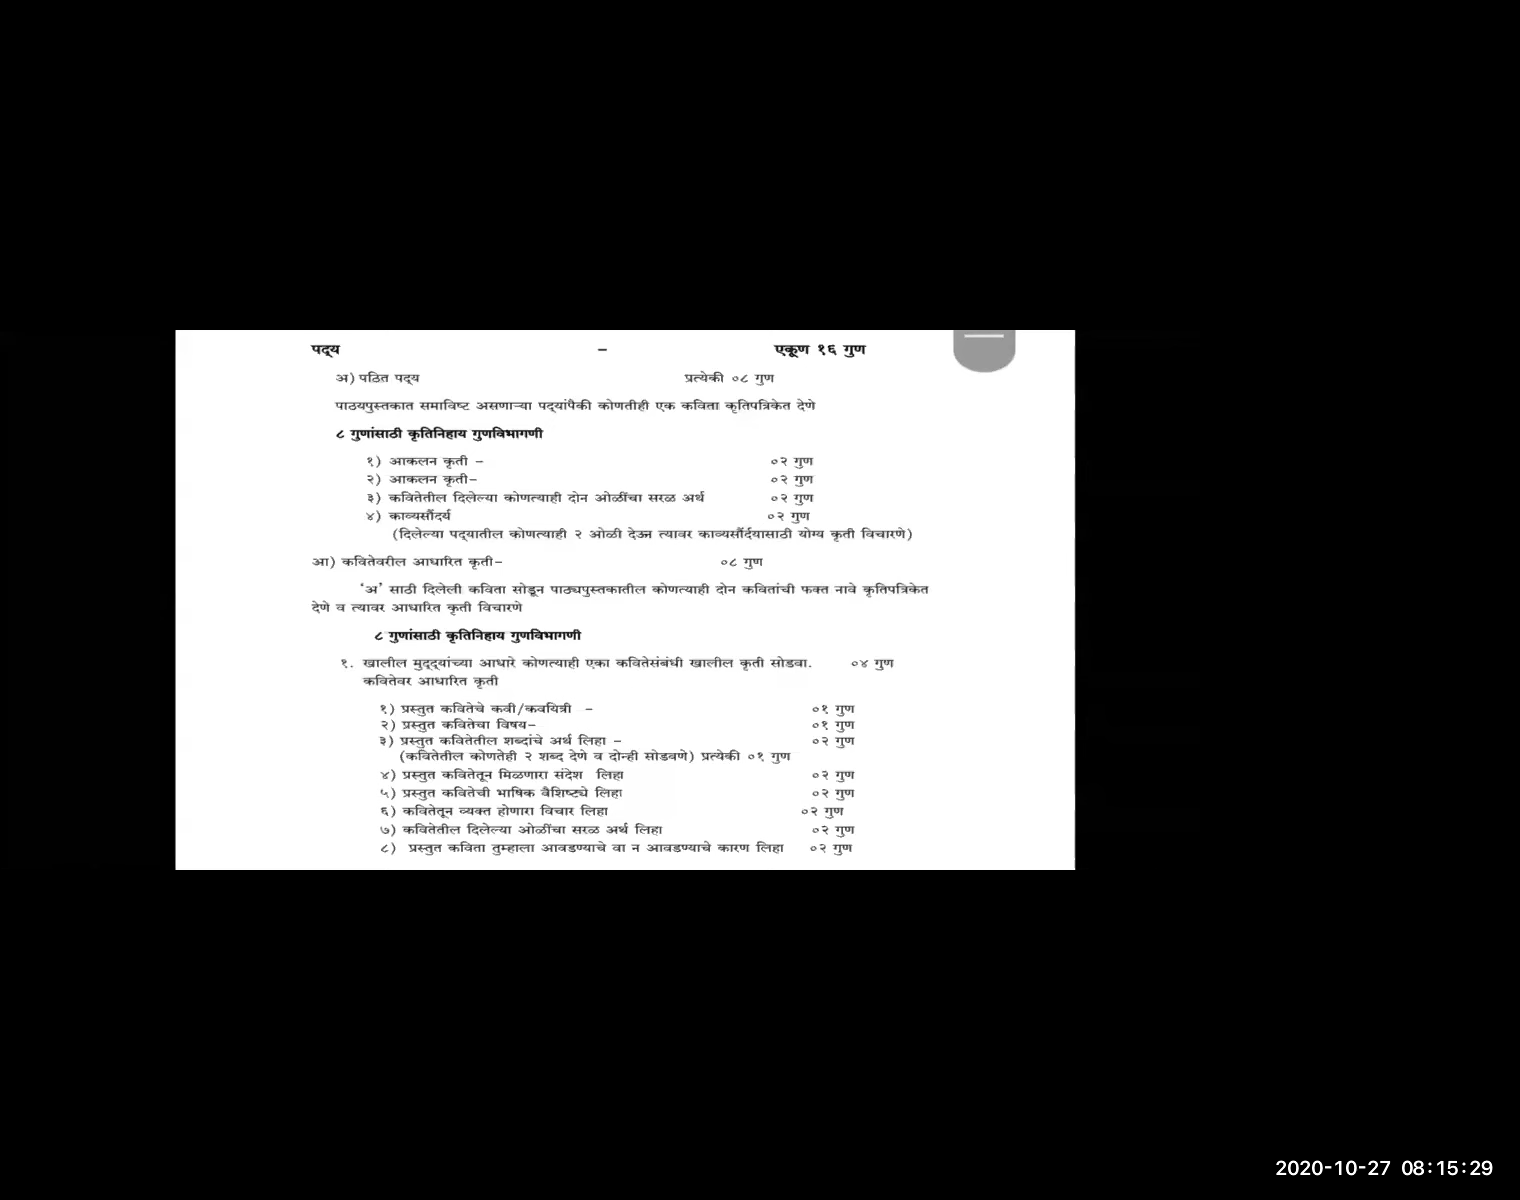 पद्य – एकूण १६ गुण
अ) पठित पद्य प्रत्येकी ०८ गुण
पाठयपुस्तकात समाविष्ट असणाऱ्या पद्यांपैकी कोणतीही एक कविता कृतिपत्रिकेत देणे
८ गुणांसाठी कृतिनिहाय गुणविभागणी
१) आकलन कृती – ०२ गुण
२) आकलन कृती– ०२ गुण
३) कवितेतील दिलेल्या कोणत्याही दोन ओळींचा सरळ अर्थ ०२ गुण
४) काव्यसौंदर्य ०२ गुण
(दिलेल्या पद्यातील कोणत्याही २ ओळी देऊन त्यावर काव्यसौंर्दयासाठी योग्य कृती विचारणे)
आ) कवितेवरील आधारित कृती– ०८ गुण
‘अ’ साठी दिलेली कविता सोडून पाठ्यपुस्तकातील कोणत्याही दोन कवितांची फक्त नावे कृतिपत्रिकेत
देणे व त्यावर आधारित कृती विचारणे
८ गुणांसाठी कृतिनिहाय गुणविभागणी
१. खालील मुद्द्यांच्या आधारे कोणत्याही एका कवितेसंबंधी खालील कृती सोडवा. ०४ गुण
कवितेवर आधारित कृती
१) प्रस्तुत कवितेचे कवी/कवयित्री – ०१ गुण
२) प्रस्तुत कवितेचा विषय– ०१ गुण
३) प्रस्तुत कवितेतील शब्दांचे अर्थ लिहा – ०२ गुण
(कवितेतील कोणतेही २ शब्द देणे व दोन्ही सोडवणे) प्रत्येकी ०१ गुण
४) प्रस्तुत कवितेतून मिळणारा संदेश लिहा ०२ गुण
५) प्रस्तुत कवितेची भाषिक वैशिष्ट्ये लिहा ०२ गुण
६) कवितेतून व्यक्त होणारा विचार लिहा ०२ गुण
७) कवितेतील दिलेल्या ओळींचा सरळ अर्थ लिहा ०२ गुण
८) प्रस्तुत कविता तुम्हाला आवडण्याचे वा न आवडण्याचे कारण लिहा ०२ गुण
2020-10-27 08:15:29